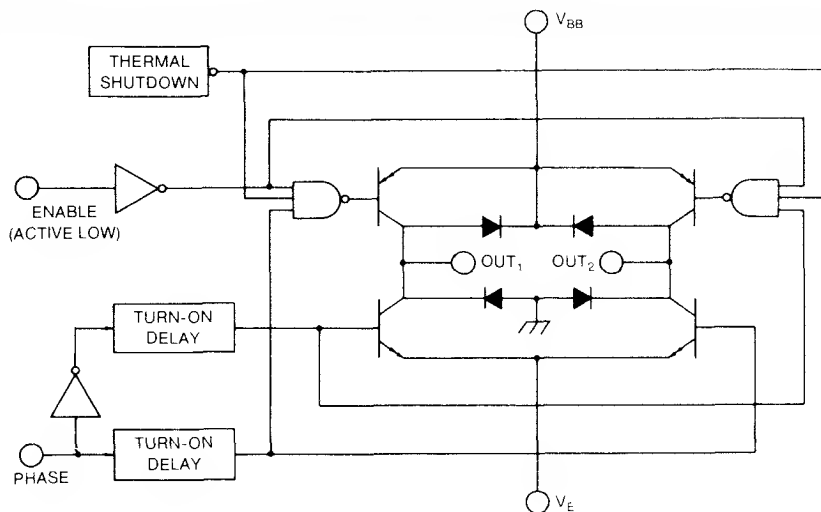 V_BB
THERMAL
SHUTDOWN
ENABLE
(ACTIVE LOW)
OUT_1
OUT_2
TURN-ON
DELAY
TURN-ON
DELAY
PHASE
V_E